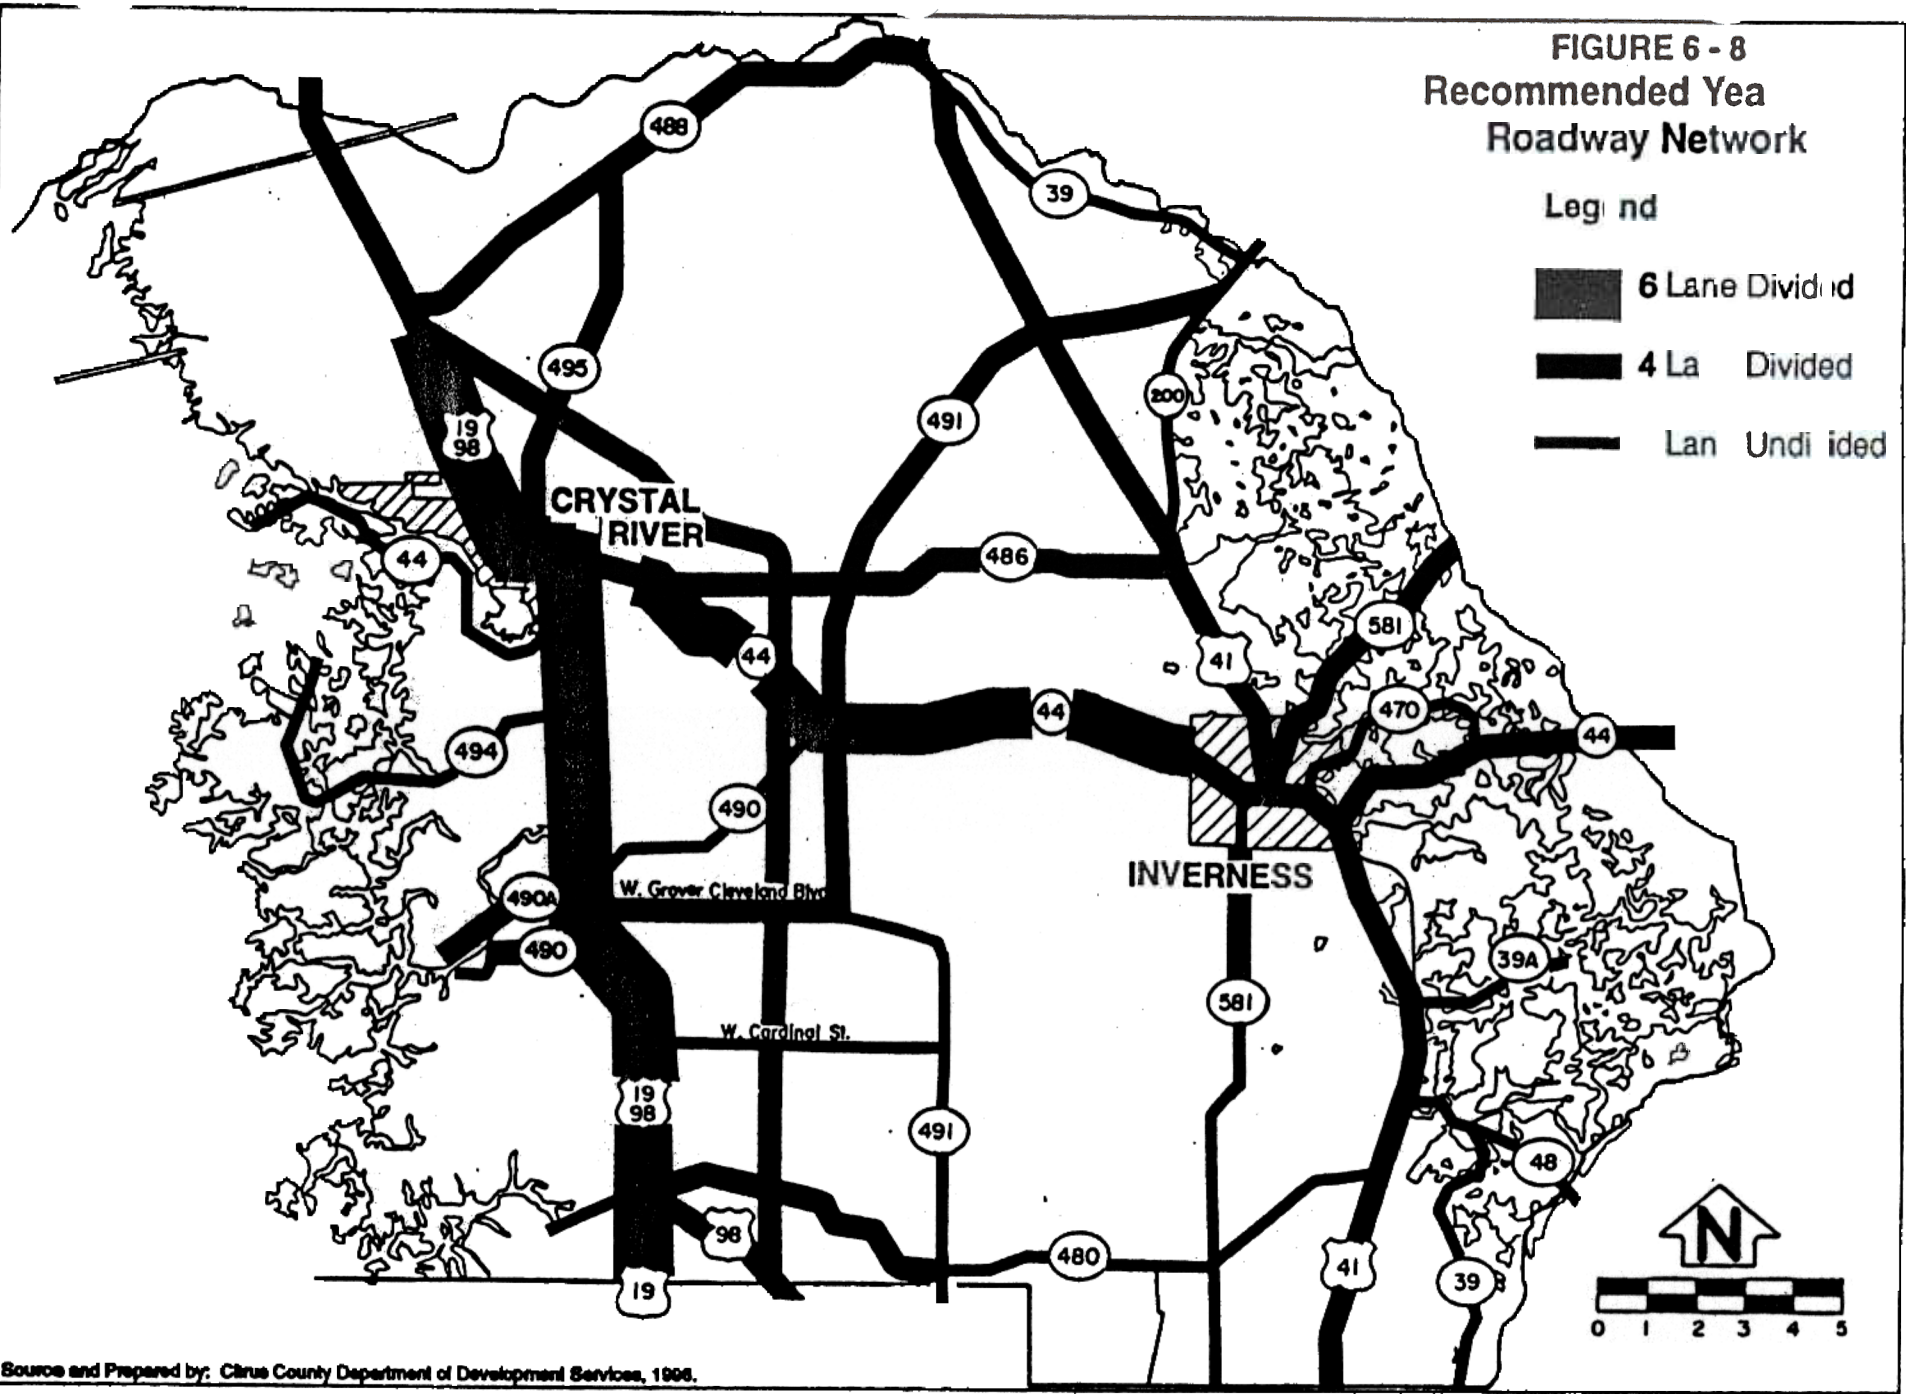 FIGURE 6 - 8
Recommended Yea
Roadway Network
Leg nd
6 Lane Divid d
4 La Divided
Lan Undi ided
488
39
495
200
19
98
491
CRYSTAL
RIVER
44
486
581
41
44
470
44
44
494
490
INVERNESS
W. Grover Cleveland Blvd
490A
490
39A
581
W. Cardinal St.
19
98
491
48
98
480
41
39
19
N
0 1 2 3 4 5
Source and Prepared by: Citrus County Department of Development Services,